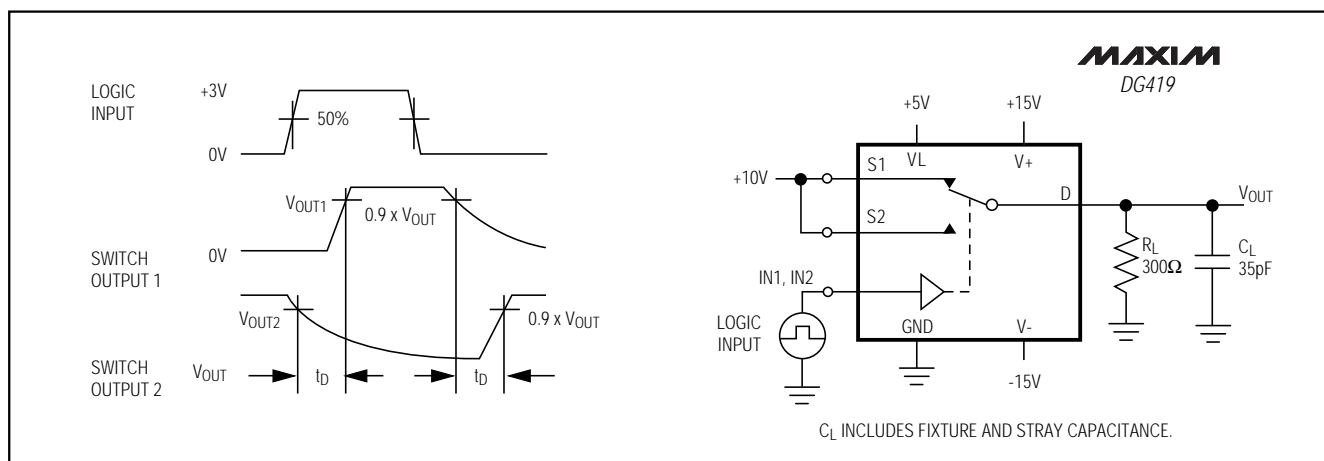 LOGIC
INPUT
+3V
50%
0V
VOUT1
0.9 x VOUT
SWITCH
OUTPUT 1
0V
VOUT2
0.9 x VOUT
SWITCH
OUTPUT 2
VOUT
tD
tD
MAXIM
DG419
+5V
+15V
VL
V+
+10V
S1
S2
D
VOUT
RL
300Ω
CL
35pF
IN1, IN2
LOGIC
INPUT
GND
V-
-15V
CL INCLUDES FIXTURE AND STRAY CAPACITANCE.